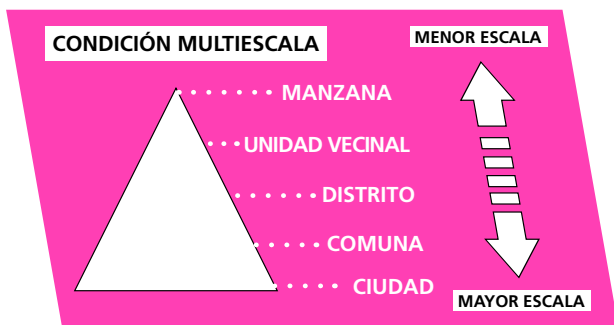 CONDICIÓN MULTIESCALA
MENOR ESCALA
MANZANA
UNIDAD VECINAL
DISTRITO
COMUNA
CIUDAD
MAYOR ESCALA